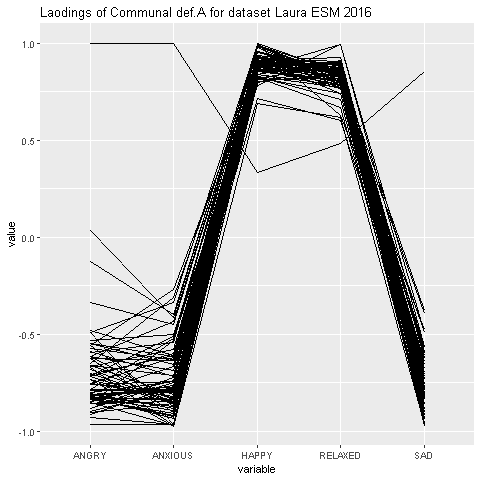 Laodings of Communal def.A for dataset Laura ESM 2016
1.0
0.5
0.0
-0.5
-1.0
value
ANGRY ANXIOUS HAPPY RELAXED SAD
variable